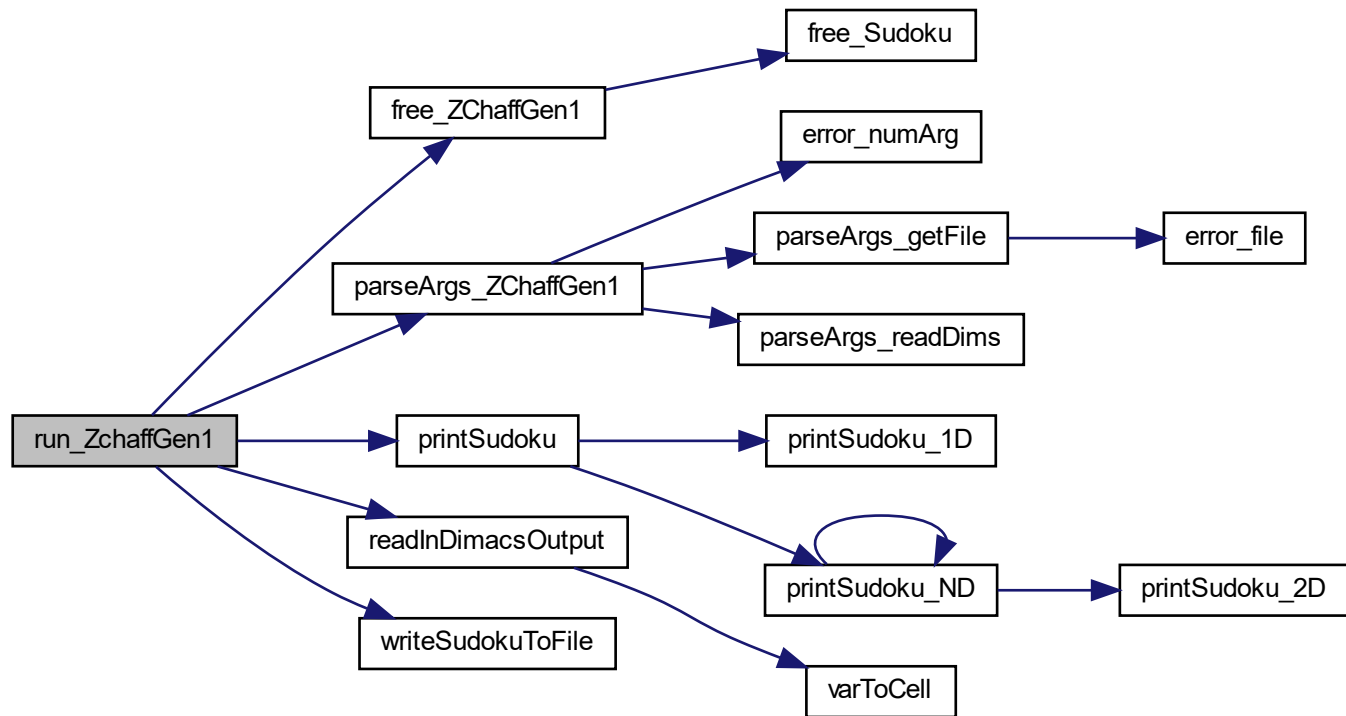 free_Sudoku
free_ZChaffGen1
error_numArg
parseArgs_getFile
error_file
parseArgs_ZChaffGen1
parseArgs_readDims
run_ZchaffGen1
printSudoku
printSudoku_1D
readInDimacsOutput
printSudoku_ND
printSudoku_2D
writeSudokuToFile
varToCell